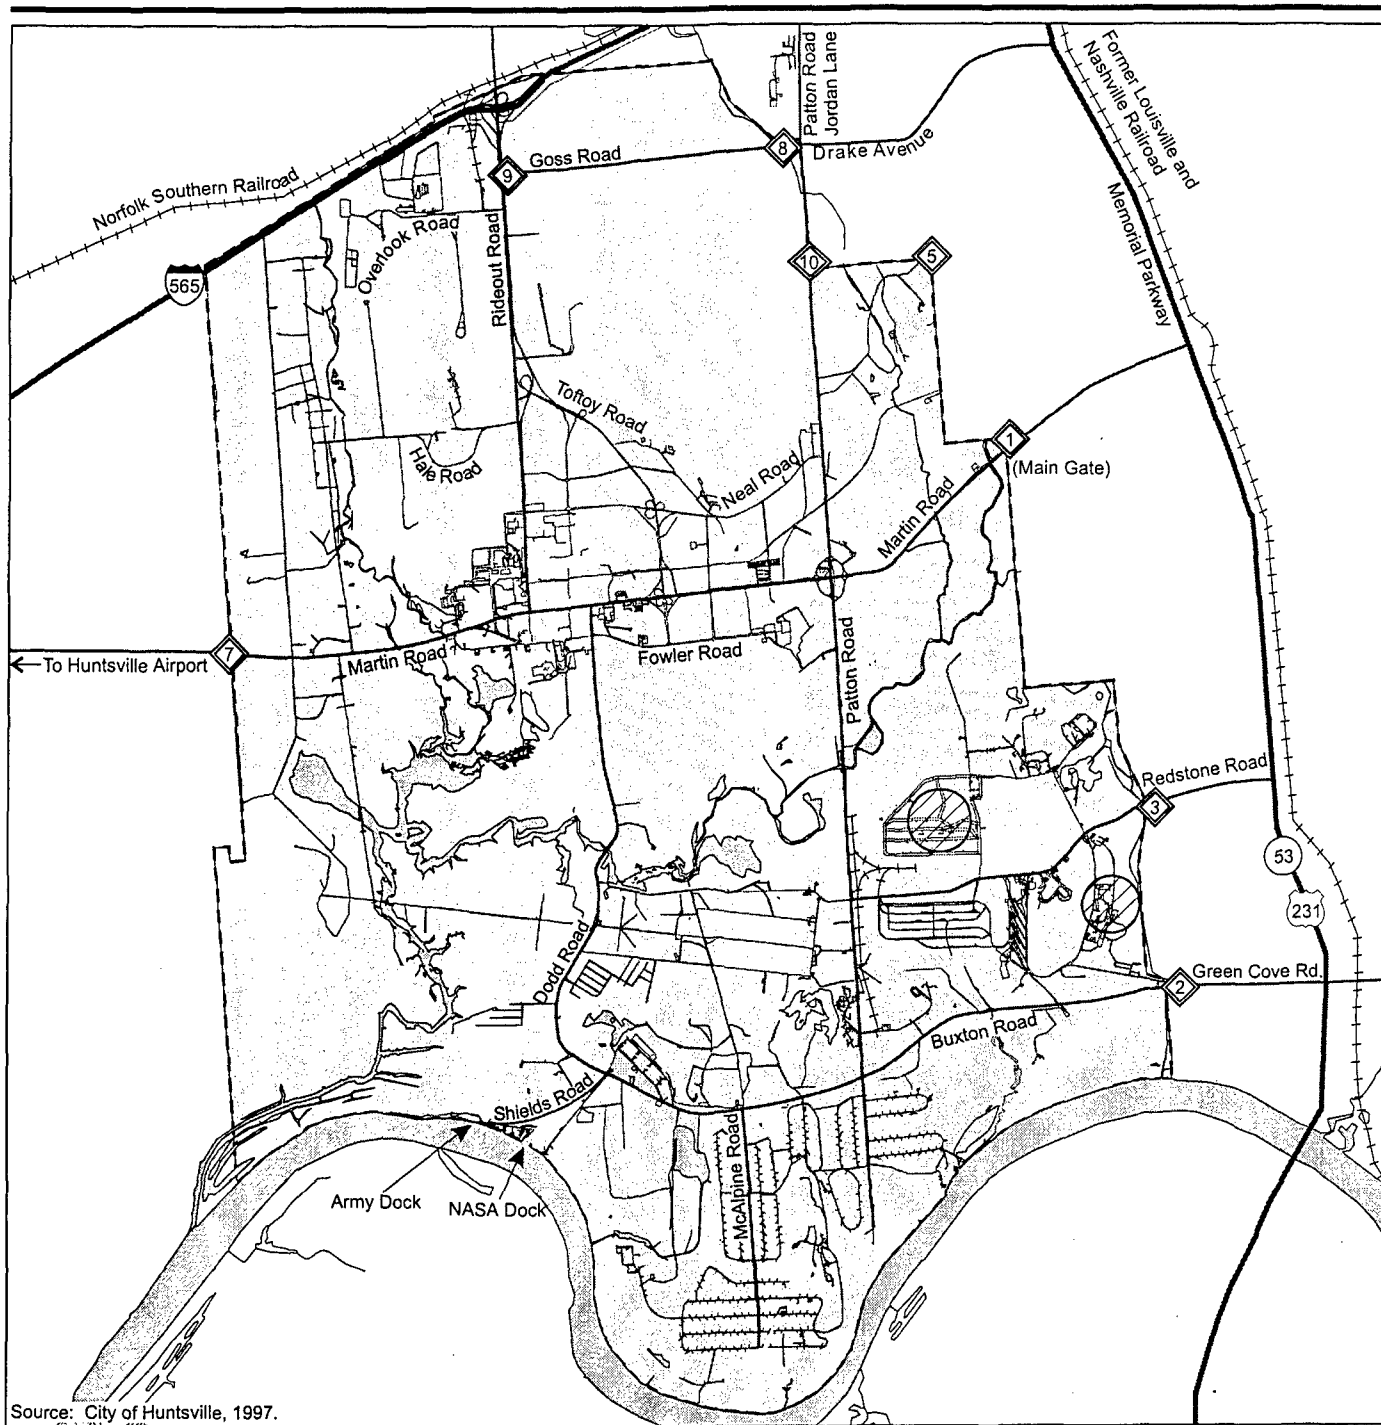 Patton Road
Jordan Lane
Former Louisville and
Nashville Railroad
8
Drake Avenue
Goss Road
9
Norfolk Southern Railroad
Overlook Road
Rideout Road
Memorial Parkway
10
5
565
Toftoy Road
1
(Main Gate)
Hale Road
Neal Road
Martin Road
7
To Huntsville Airport
Martin Road
Fowler Road
Patton Road
Redstone Road
3
53
231
Dodd Road
Green Cove Rd.
2
Buxton Road
Shields Road
McAlpine Road
Army Dock
NASA Dock
Source: City of Huntsville, 1997.